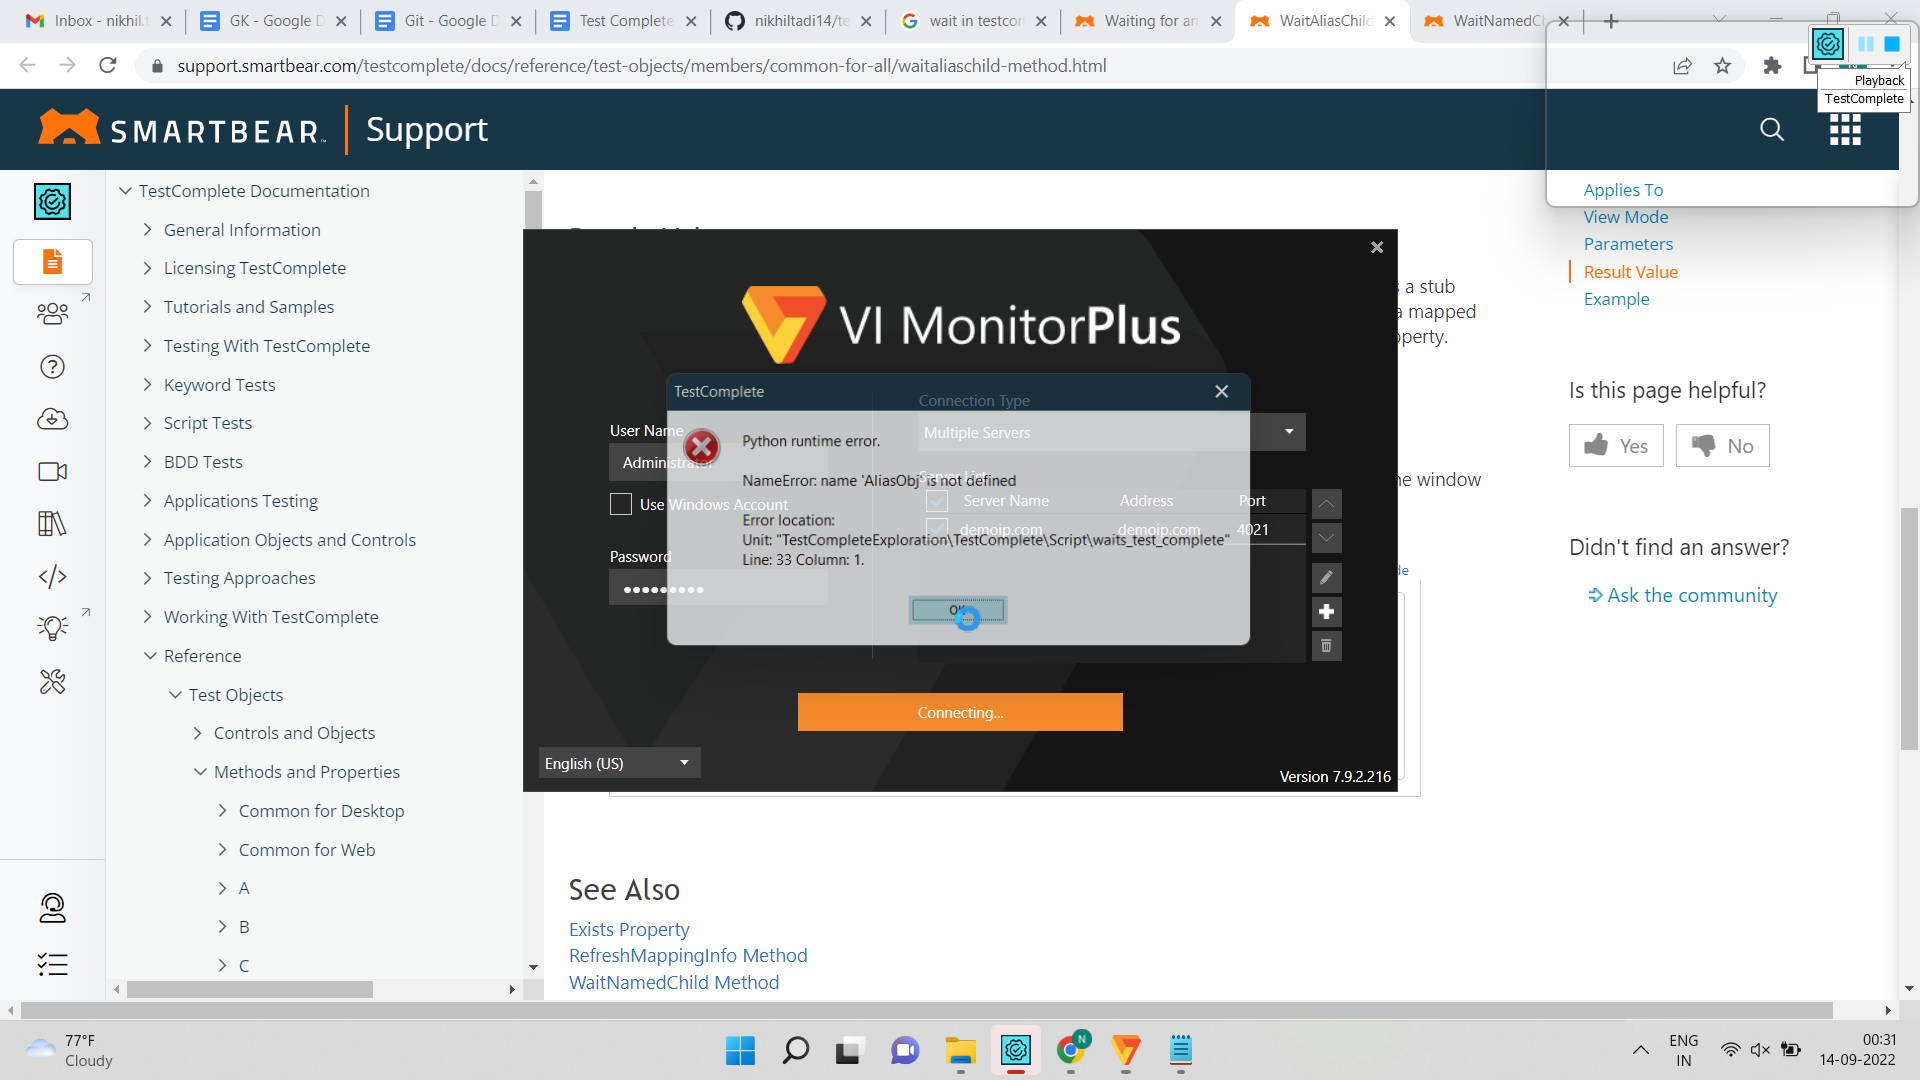 Inbox - nikhil.t
GK - Google D
Git - Google D
Test Complete
nikhiltadi14/te
wait in testcom
Waiting for an
WaitAliasChild
WaitNamedCh
support.smartbear.com/testcomplete/docs/reference/test-objects/members/common-for-all/waitaliaschild-method.html
Playback
TestComplete
SMARTBEAR
Support
TestComplete Documentation
General Information
Licensing TestComplete
Tutorials and Samples
Testing With TestComplete
Keyword Tests
Script Tests
BDD Tests
Applications Testing
Application Objects and Controls
Testing Approaches
Working With TestComplete
Reference
Test Objects
Controls and Objects
Methods and Properties
Common for Desktop
Common for Web
A
B
C
s a stub
a mapped
operty.
he window
de
VI MonitorPlus
User Name
Administrator
Use Windows Account
Password
Connection Type
Multiple Servers
Server List
Server Name Address Port
demoip.com demoip.com 4021
TestComplete
Python runtime error.
NameError: name 'AliasObj' is not defined
Error location:
Unit: "TestCompleteExploration\TestComplete\Script\waits_test_complete"
Line: 33 Column: 1.
Connecting...
English (US)
Version 7.9.2.216
See Also
Exists Property
RefreshMappingInfo Method
WaitNamedChild Method
Applies To
View Mode
Parameters
Result Value
Example
Is this page helpful?
Yes
No
Didn't find an answer?
Ask the community
77°F
Cloudy
N
ENG
IN
00:31
14-09-2022